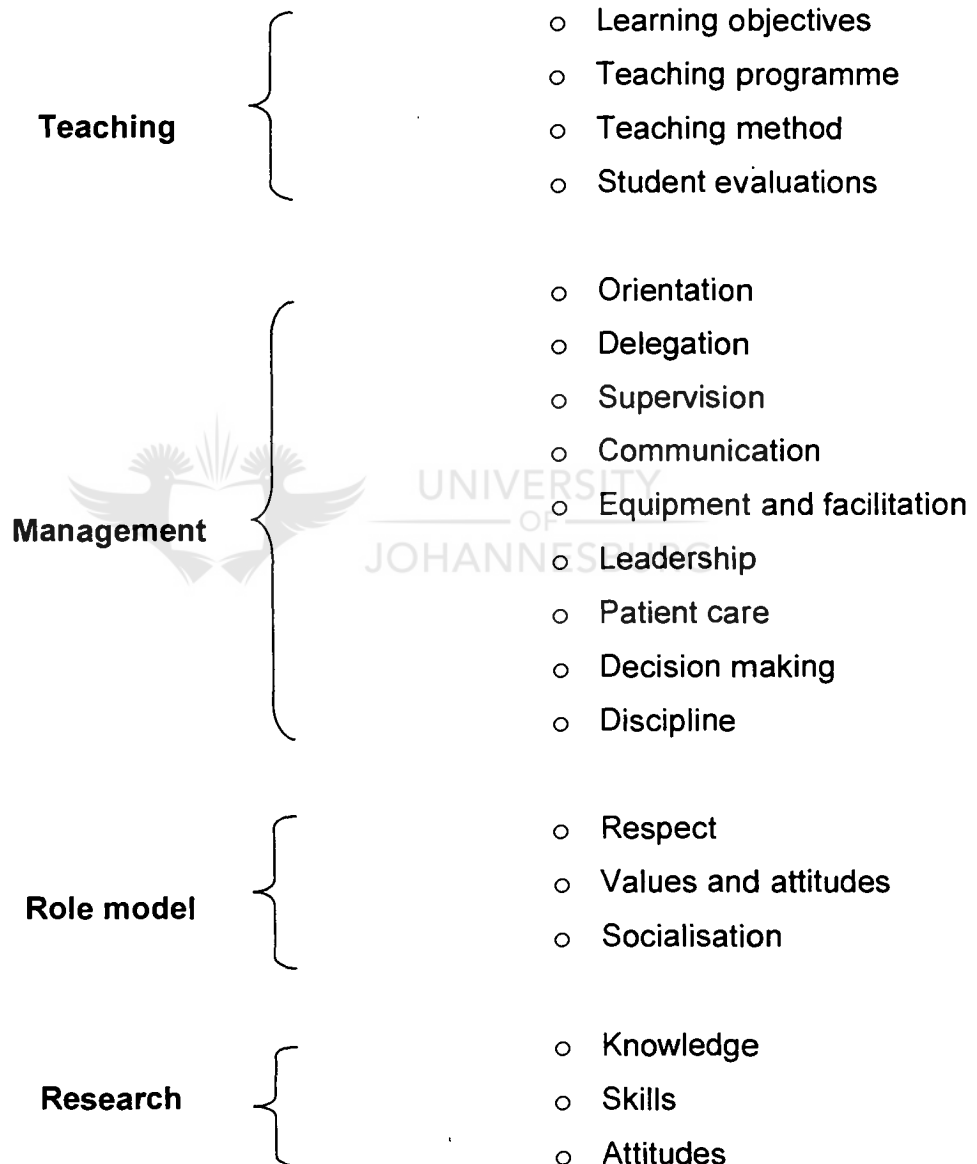 Teaching
○ Learning objectives
○ Teaching programme
○ Teaching method
○ Student evaluations
Management
○ Orientation
○ Delegation
○ Supervision
○ Communication
○ Equipment and facilitation
○ Leadership
○ Patient care
○ Decision making
○ Discipline
UNIVERSITY
OF
JOHANNESBURG
Role model
○ Respect
○ Values and attitudes
○ Socialisation
Research
○ Knowledge
○ Skills
○ Attitudes